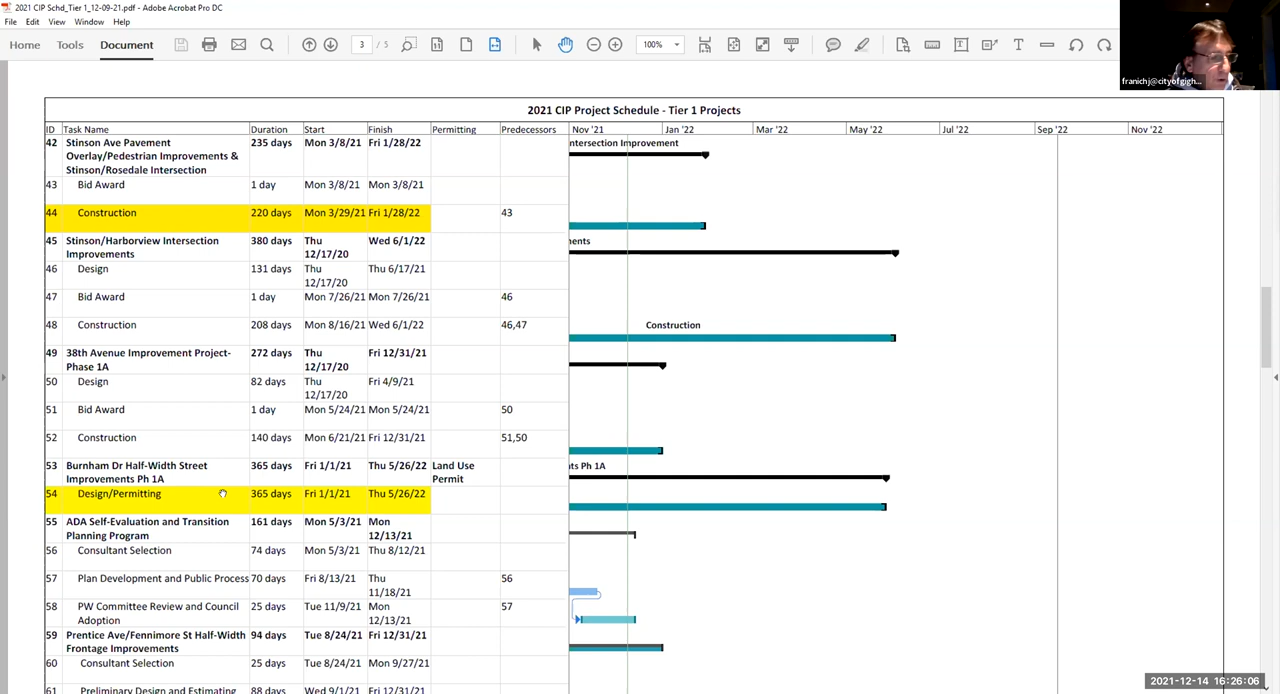 2021 CIP Schd_Tier 1_12-09-21.pdf - Adobe Acrobat Pro DC
File Edit View Window Help
Home Tools Document 3 / 5 100%
franichj@cityofgigh...
2021 CIP Project Schedule - Tier 1 Projects
ID Task Name Duration Start Finish Permitting Predecessors Nov '21 Jan '22 Mar '22 May '22 Jul '22 Sep '22 Nov '22
42 Stinson Ave Pavement 235 days Mon 3/8/21 Fri 1/28/22 ntersection Improvement
Overlay/Pedestrian Improvements &
Stinson/Rosedale Intersection
43 Bid Award 1 day Mon 3/8/21 Mon 3/8/21
44 Construction 220 days Mon 3/29/21 Fri 1/28/22 43
45 Stinson/Harborview Intersection 380 days Thu Wed 6/1/22 ments
Improvements 12/17/20
46 Design 131 days Thu Thu 6/17/21
12/17/20
47 Bid Award 1 day Mon 7/26/21 Mon 7/26/21 46
48 Construction 208 days Mon 8/16/21 Wed 6/1/22 46,47 Construction
49 38th Avenue Improvement Project- 272 days Thu Fri 12/31/21
Phase 1A 12/17/20
50 Design 82 days Thu Fri 4/9/21
12/17/20
51 Bid Award 1 day Mon 5/24/21 Mon 5/24/21 50
52 Construction 140 days Mon 6/21/21 Fri 12/31/21 51,50
53 Burnham Dr Half-Width Street 365 days Fri 1/1/21 Thu 5/26/22 Land Use ts Ph 1A
Improvements Ph 1A Permit
54 Design/Permitting 365 days Fri 1/1/21 Thu 5/26/22
55 ADA Self-Evaluation and Transition 161 days Mon 5/3/21 Mon
Planning Program 12/13/21
56 Consultant Selection 74 days Mon 5/3/21 Thu 8/12/21
57 Plan Development and Public Process 70 days Fri 8/13/21 Thu 56
11/18/21
58 PW Committee Review and Council 25 days Tue 11/9/21 Mon 57
Adoption 12/13/21
59 Prentice Ave/Fennimore St Half-Width 94 days Tue 8/24/21 Fri 12/31/21
Frontage Improvements
60 Consultant Selection 25 days Tue 8/24/21 Mon 9/27/21
61 Preliminary Design and Estimating 88 days Wed 9/1/21 Fri 12/31/21
2021-12-14 16:26:06